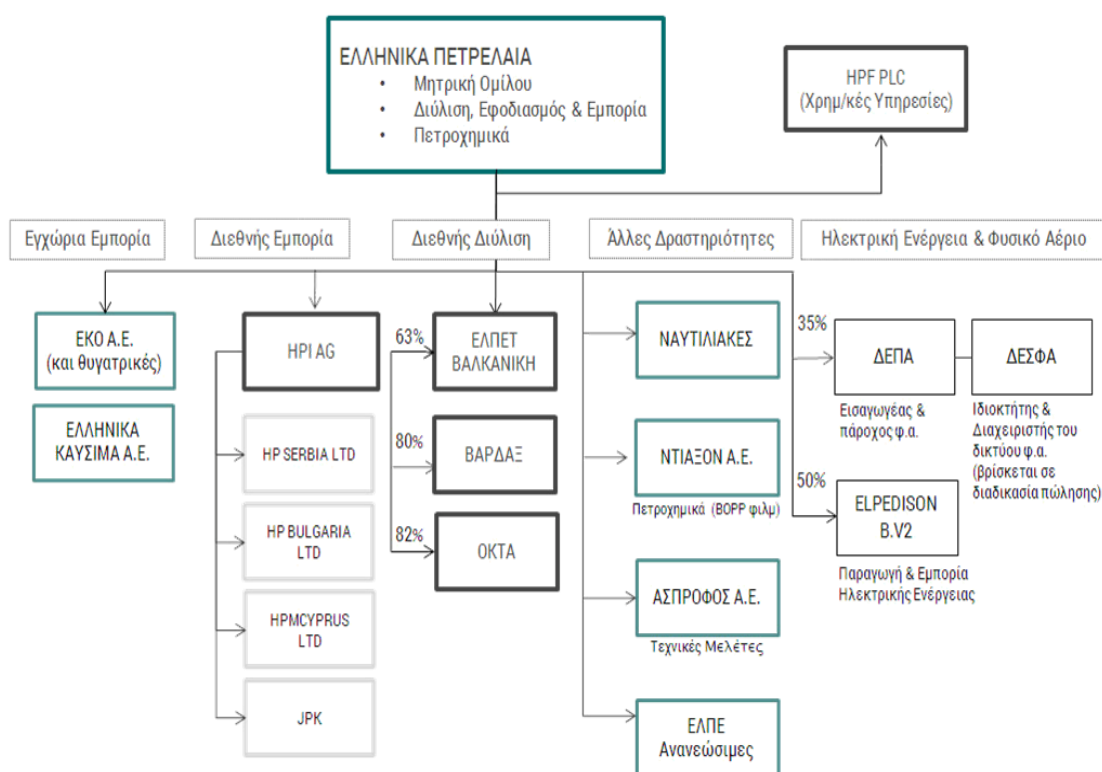 ΕΛΛΗΝΙΚΑ ΠΕΤΡΕΛΑΙΑ
• Μητρική Ομίλου
• Διύλιση, Εφοδιασμός & Εμπορία
• Πετροχημικά
HPF PLC
(Χρημ/κές Υπηρεσίες)
Εγχώρια Εμπορία
Διεθνής Εμπορία
Διεθνής Διύλιση
Άλλες Δραστηριότητες
Ηλεκτρική Ενέργεια & Φυσικό Αέριο
ΕΚΟ Α.Ε.
(και θυγατρικές)
ΕΛΛΗΝΙΚΑ
ΚΑΥΣΙΜΑ Α.Ε.
HPI AG
HP SERBIA LTD
HP BULGARIA
LTD
HPMCYPRUS
LTD
JPK
63%
ΕΛΠΕΤ
ΒΑΛΚΑΝΙΚΗ
80%
ΒΑΡΔΑΞ
82%
ΟΚΤΑ
ΝΑΥΤΙΛΙΑΚΕΣ
ΝΤΙΑΞΟΝ Α.Ε.
Πετροχημικά (BOPP φιλμ)
ΑΣΠΡΟΦΟΣ Α.Ε.
Τεχνικές Μελέτες
ΕΛΠΕ
Ανανεώσιμες
35%
ΔΕΠΑ
Εισαγωγέας &
πάροχος φ.α.
ΔΕΣΦΑ
Ιδιοκτήτης &
Διαχειριστής του
δικτύου φ.α.
(βρίσκεται σε
διαδικασία πώλησης)
50%
ELPEDISON
B.V2
Παραγωγή & Εμπορία
Ηλεκτρικής Ενέργειας